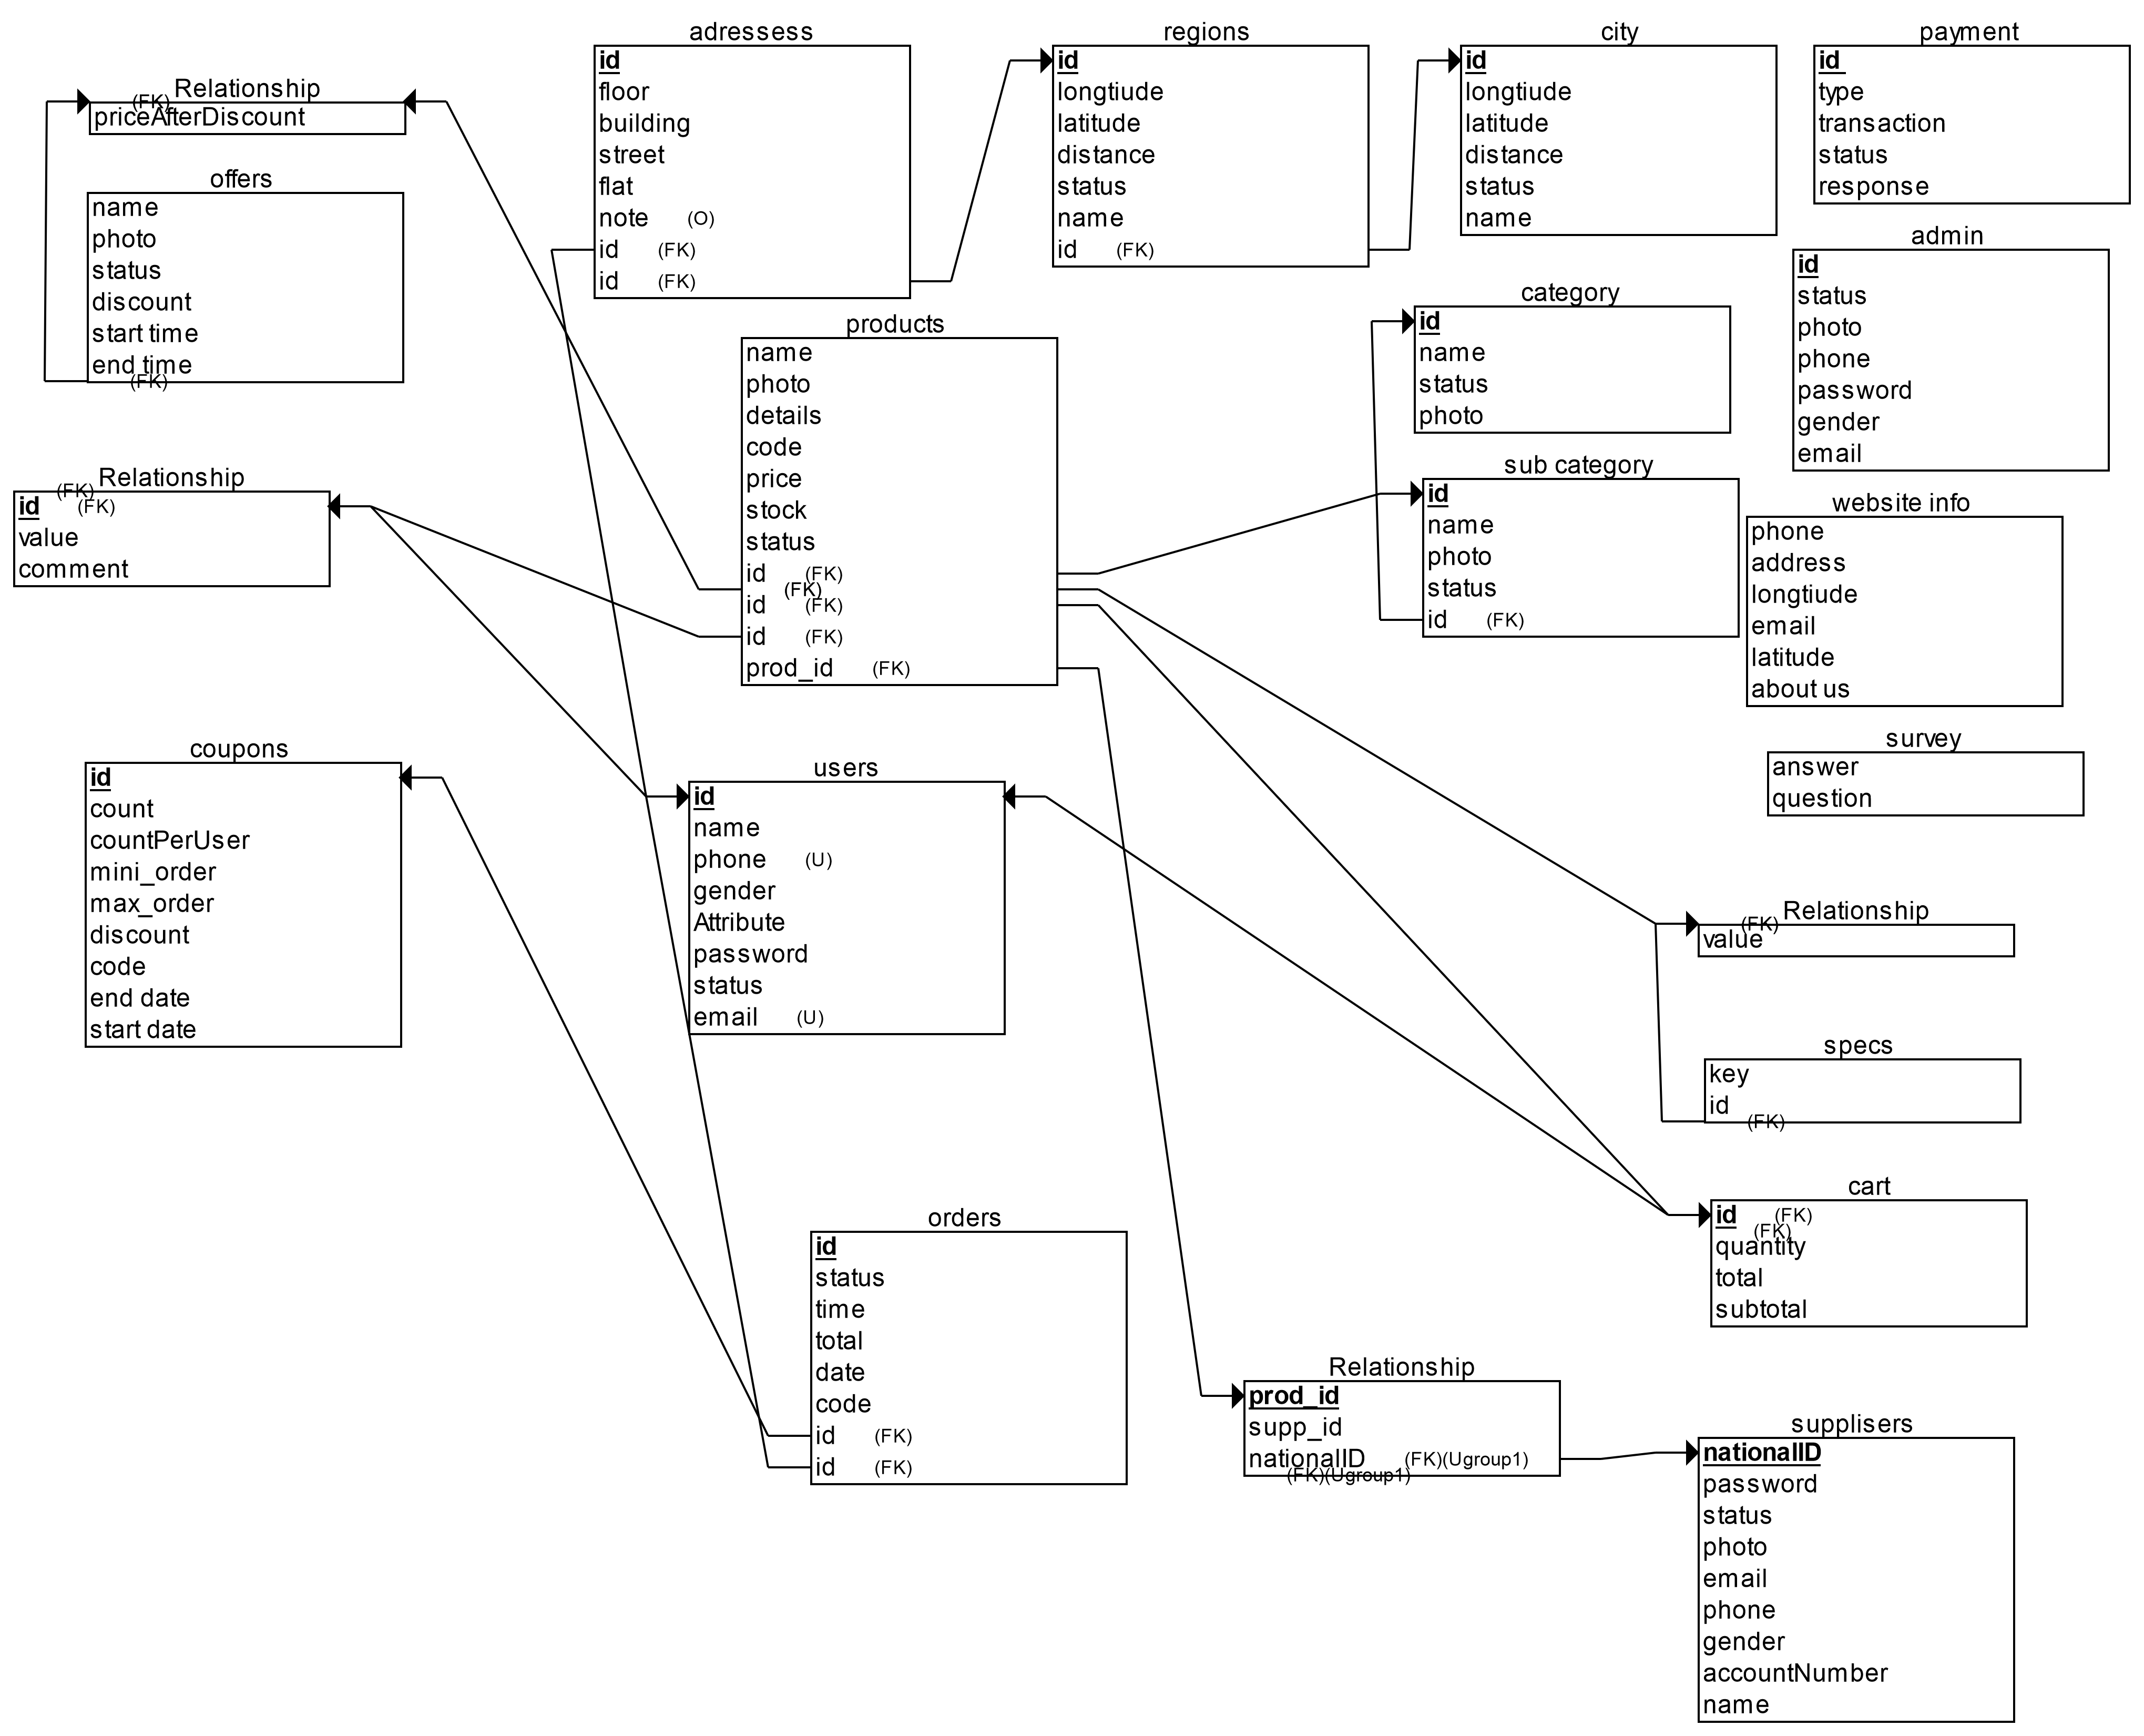 adressess
id
floor
building
street
flat
note (O)
id (FK)
id (FK)
regions
id
longtiude
latitude
distance
status
name
id (FK)
city
id
longtiude
latitude
distance
status
name
payment
id
type
transaction
status
response
Relationship
(FK)
priceAfterDiscount
offers
name
photo
status
discount
start time
end time
(FK)
admin
id
status
photo
phone
password
gender
email
category
id
name
status
photo
products
name
photo
details
code
price
stock
status
id (FK)
(FK)
id (FK)
id (FK)
prod_id (FK)
sub category
id
name
photo
status
id (FK)
Relationship
(FK)
id (FK)
value
comment
website info
phone
address
longtiude
email
latitude
about us
survey
answer
question
coupons
id
count
countPerUser
mini_order
max_order
discount
code
end date
start date
users
id
name
phone (U)
gender
Attribute
password
status
email (U)
Relationship
(FK)
value
specs
key
id
(FK)
cart
id (FK)
(FK)
quantity
total
subtotal
orders
id
status
time
total
date
code
id (FK)
id (FK)
Relationship
prod_id
supp_id
nationalID (FK)(Ugroup1)
(FK)(Ugroup1)
supplisers
nationalID
password
status
photo
email
phone
gender
accountNumber
name